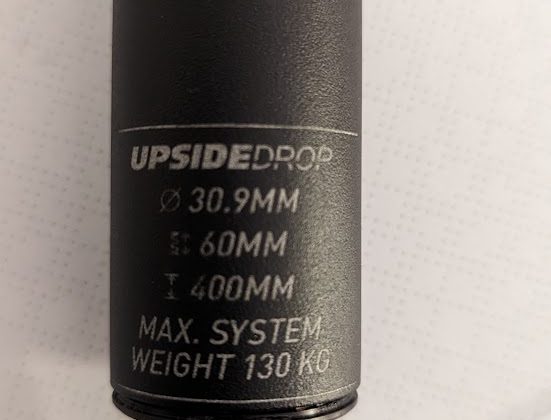 UPSIDEDROP
Ø 30.9MM
60MM
400MM
MAX. SYSTEM
WEIGHT 130 KG